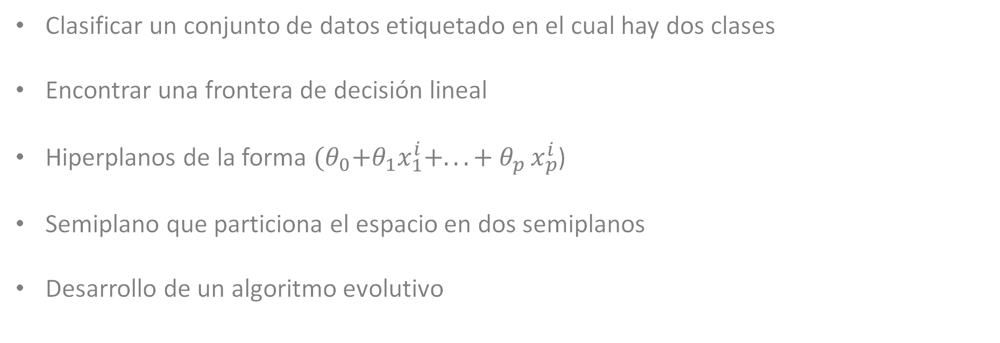 • Clasificar un conjunto de datos etiquetado en el cual hay dos clases
• Encontrar una frontera de decisión lineal
• Hiperplanos de la forma $(\theta_0+\theta_1 x_1^i+\ldots+\theta_p x_p^i)$
• Semiplano que particiona el espacio en dos semiplanos
• Desarrollo de un algoritmo evolutivo